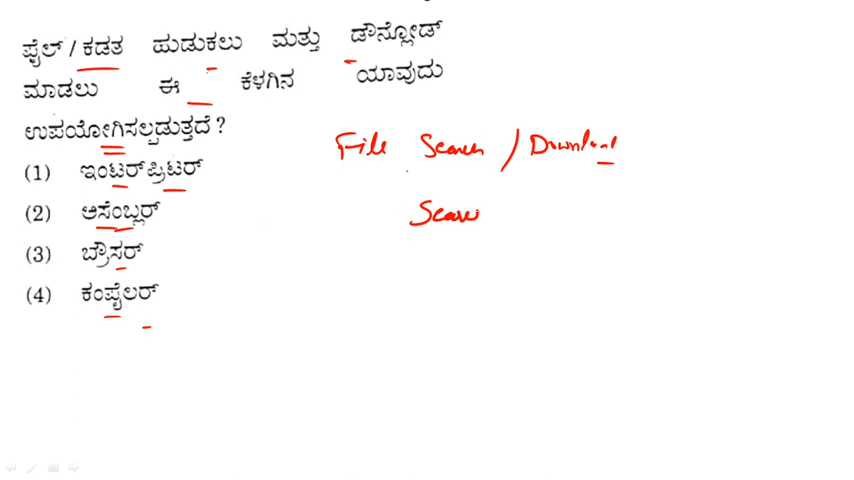 ಫೈಲ್ / ಕಡತ ಹುಡುಕಲು ಮತ್ತು ಡೌನ್ಲೋಡ್
ಮಾಡಲು ಈ ಕೆಳಗಿನ ಯಾವುದು
ಉಪಯೋಗಿಸಲ್ಪಡುತ್ತದೆ ?
File Search / Download
(1) ಇಂಟರ್‌ಪ್ರಿಟರ್
(2) ಅಸೆಂಬ್ಲರ್
(3) ಬ್ರೌಸರ್
(4) ಕಂಪೈಲರ್